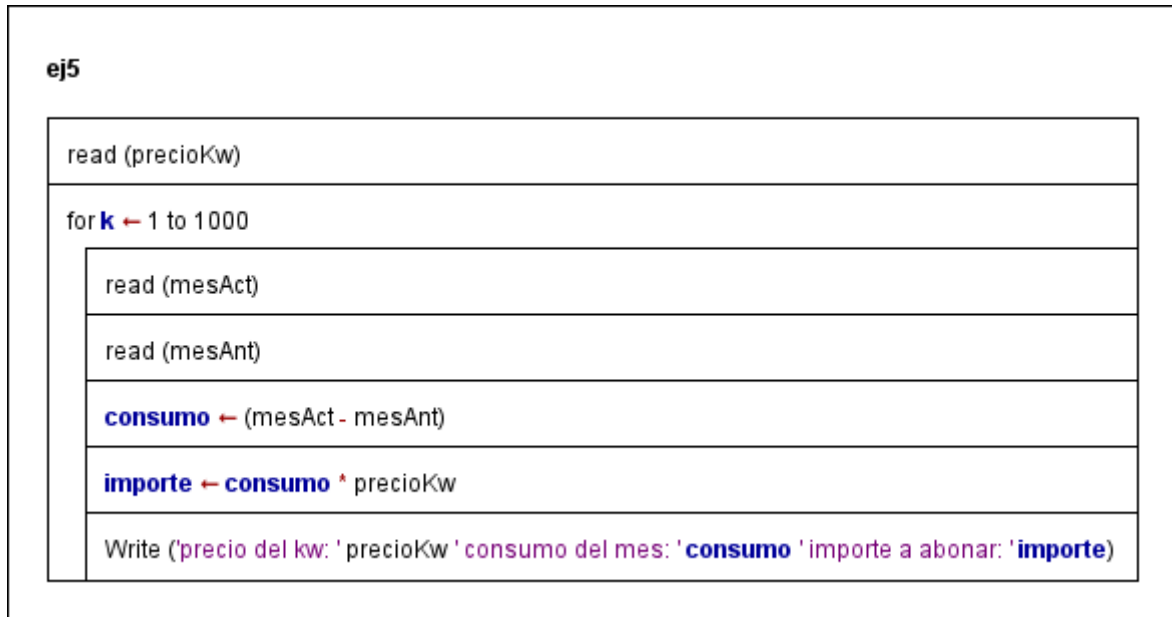 ej5
read (precioKw)
for k ← 1 to 1000
read (mesAct)
read (mesAnt)
consumo ← (mesAct - mesAnt)
importe ← consumo * precioKw
Write ('precio del kw: ' precioKw ' consumo del mes: ' consumo ' importe a abonar: ' importe)